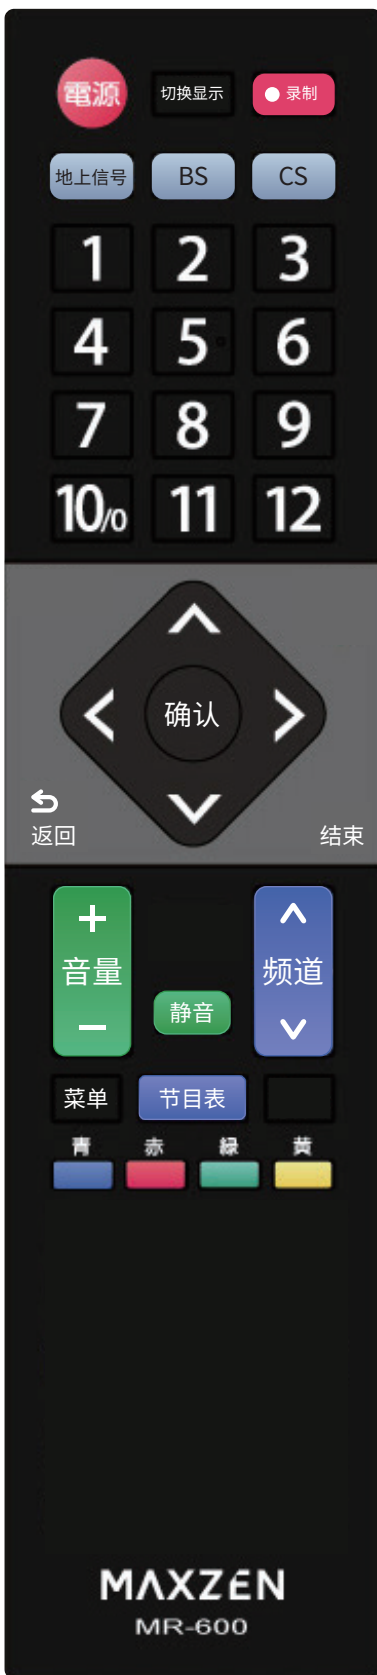 電源 切换显示 录制
地上信号 BS CS
1 2 3
4 5 6
7 8 9
10/0 11 12
确认
返回 结束
+ ∧
音量 频道
静音
− ∨
菜单 节目表
青 赤 緑 黄
MAXZEN
MR-600